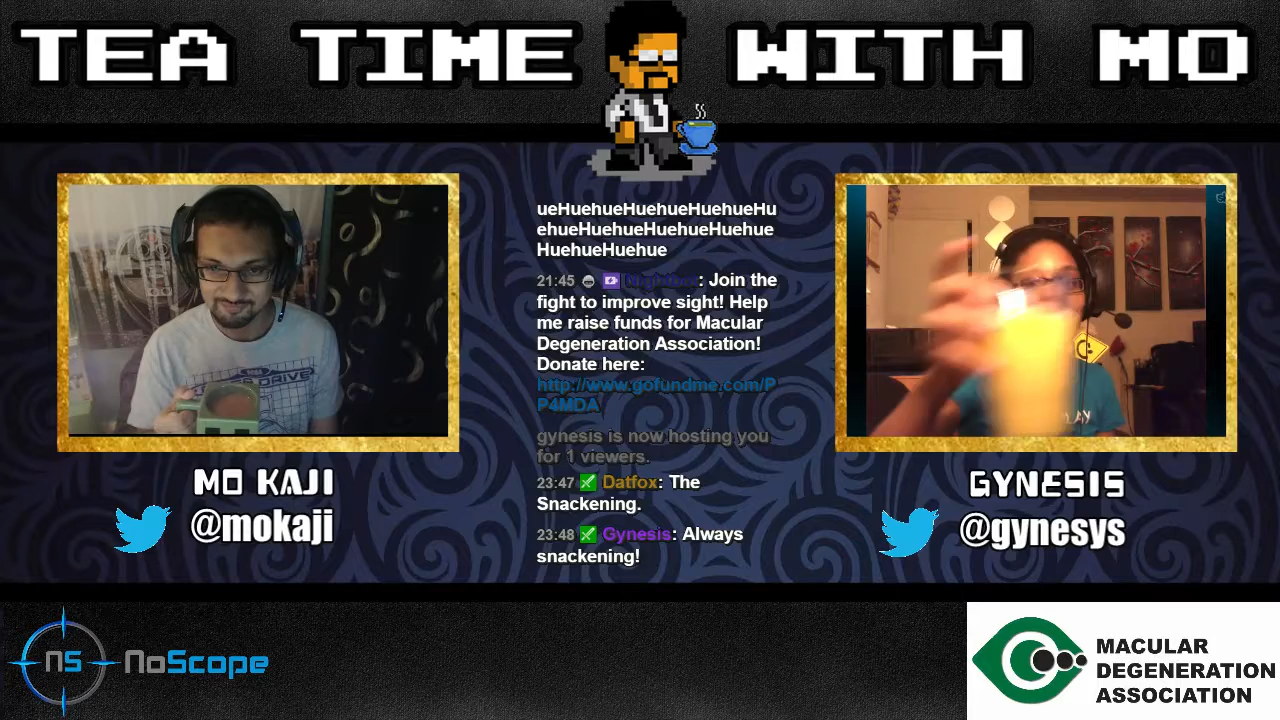 TEA TIME WITH MO
ueHuehueHuehueHuehueHu
ehueHuehueHuehueHuehue
HuehueHuehue
21:45 : Join the
fight to improve sight! Help
me raise funds for Macular
Degeneration Association!
Donate here:
http://www.gofundme.com/P
P4MDA
gynesis is now hosting you
for 1 viewers.
23:47 Datfox: The
Snackening.
23:48 Gynesis: Always
snackening!
MO KAJI
@mokaji
GYNESIS
@gynesys
NS NoScope
MACULAR
DEGENERATION
ASSOCIATION